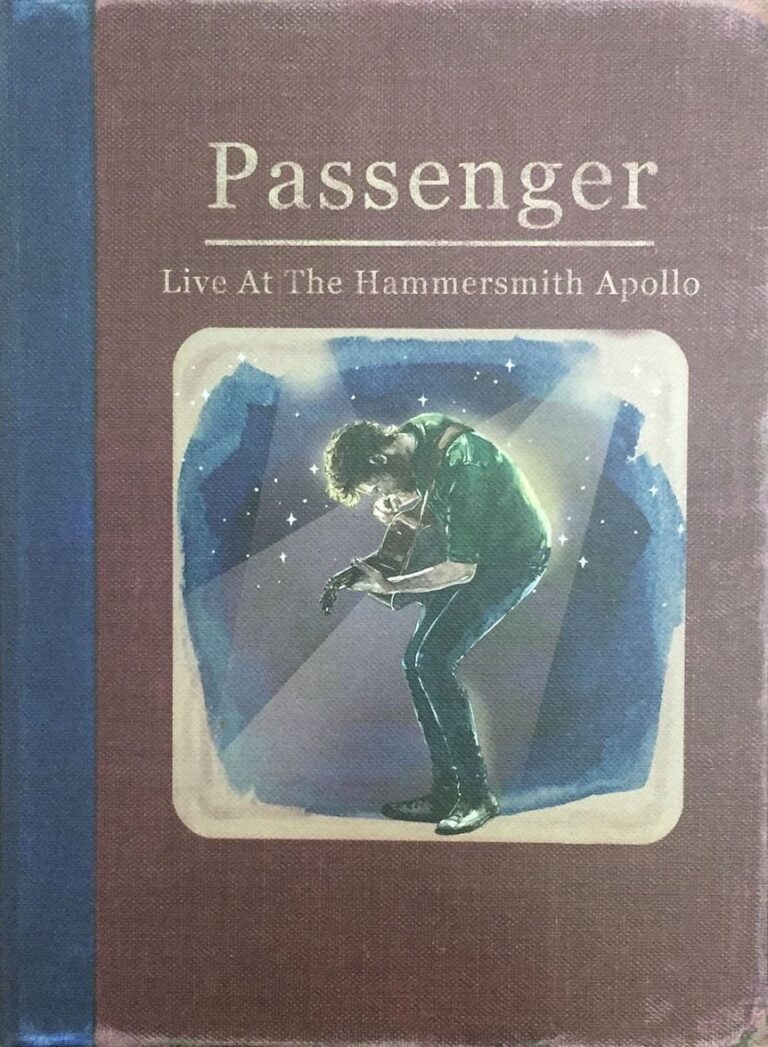 Passenger
Live At The Hammersmith Apollo